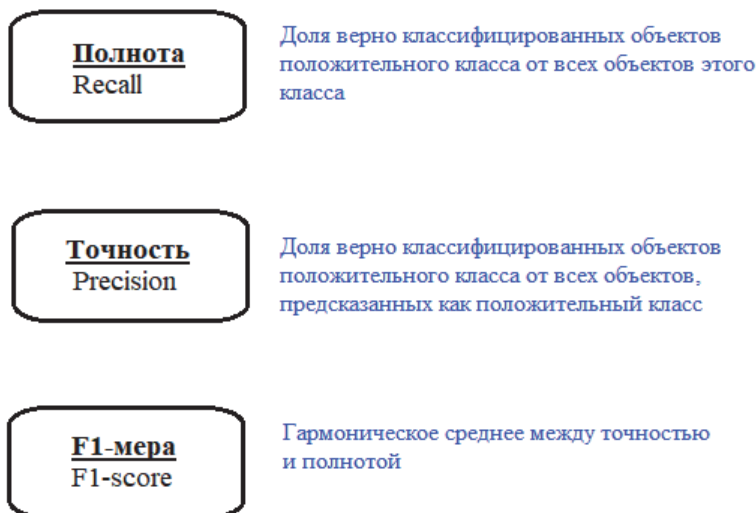 Полнота
Recall
Доля верно классифицированных объектов
положительного класса от всех объектов этого
класса
Точность
Precision
Доля верно классифицированных объектов
положительного класса от всех объектов,
предсказанных как положительный класс
F1-мера
F1-score
Гармоническое среднее между точностью
и полнотой